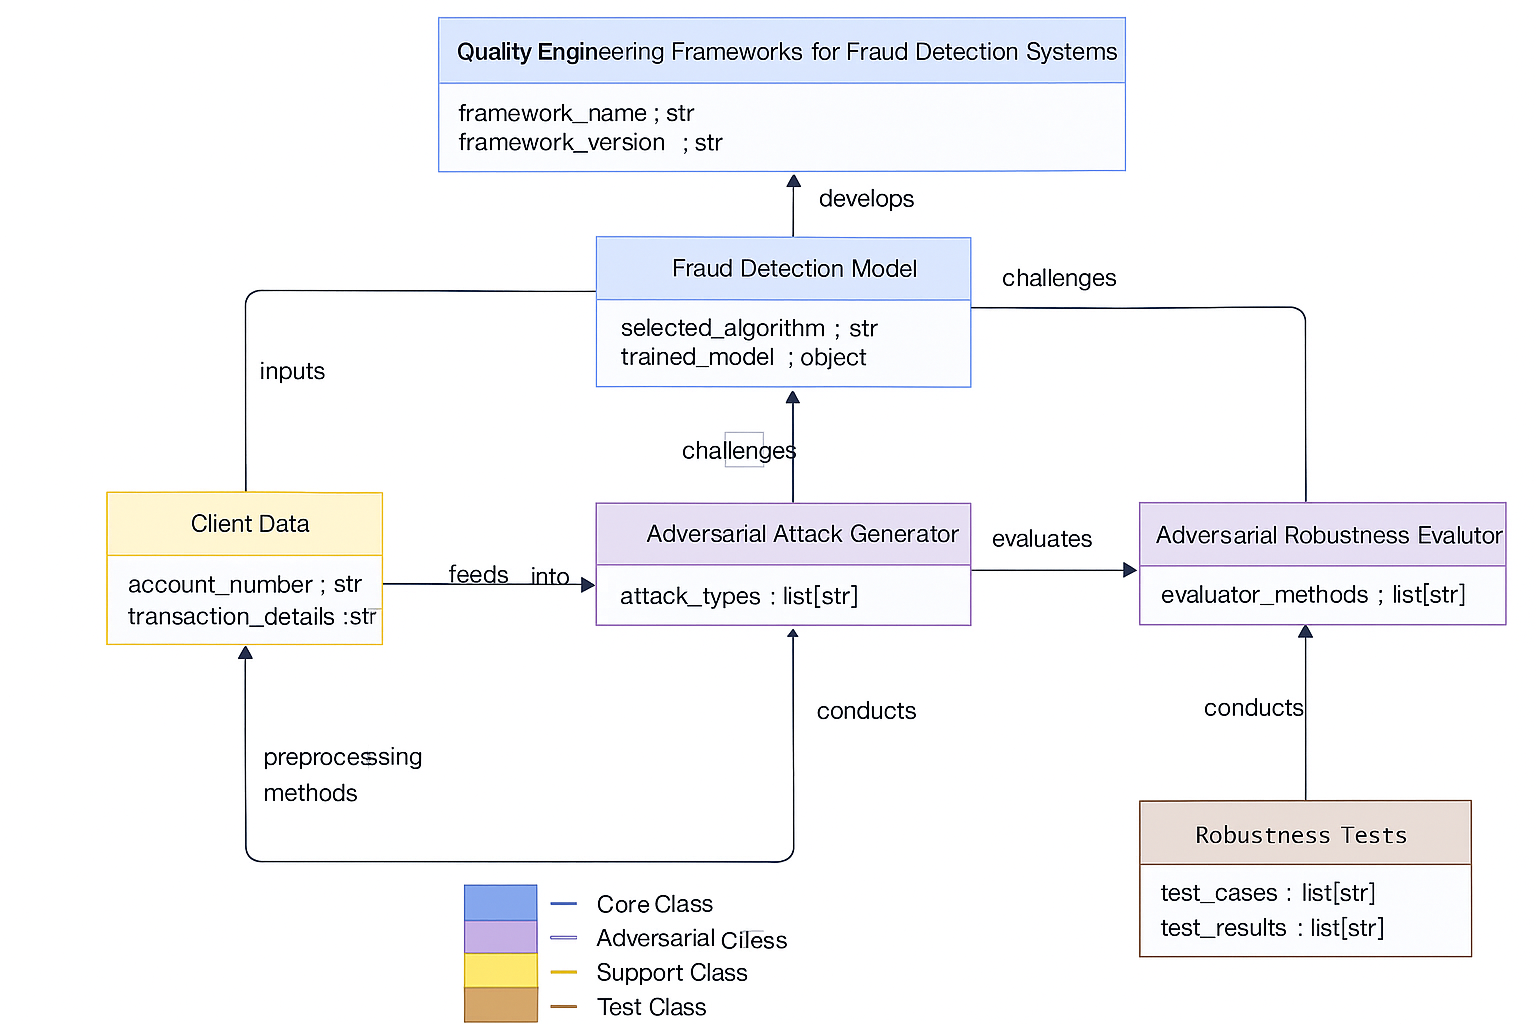 Quality Engineering Frameworks for Fraud Detection Systems
framework_name ; str
framework_version ; str
develops
Fraud Detection Model
selected_algorithm ; str
trained_model ; object
challenges
inputs
challenges
Client Data
account_number ; str
transaction_details :str
feeds into
Adversarial Attack Generator
attack_types : list[str]
evaluates
Adversarial Robustness Evalutor
evaluator_methods ; list[str]
conducts
conducts
preprocessing
methods
Robustness Tests
test_cases : list[str]
test_results : list[str]
Core Class
Adversarial Ciless
Support Class
Test Class